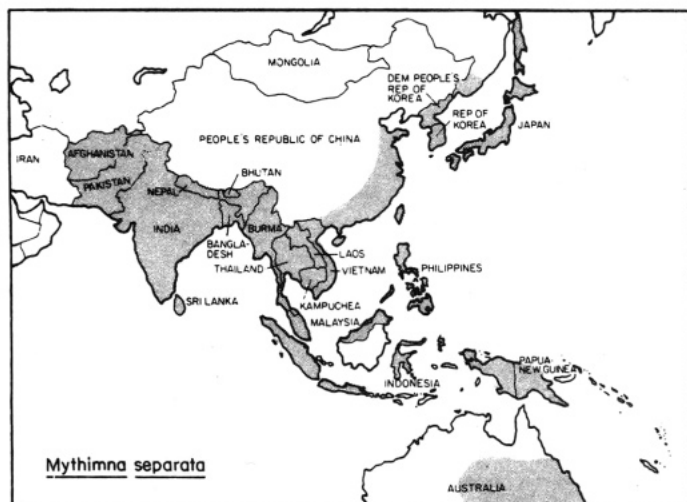 MONGOLIA
DEM PEOPLE'S
REP OF
KOREA
REP OF
KOREA
JAPAN
PEOPLE'S REPUBLIC OF CHINA
IRAN
AFGHANISTAN
PAKISTAN
NEPAL
BHUTAN
INDIA
BANGLA-
DESH
BURMA
THAILAND
LAOS
VIETNAM
PHILIPPINES
SRI LANKA
KAMPUCHEA
MALAYSIA
INDONESIA
PAPUA
NEW GUINEA
Mythimna separata
AUSTRALIA